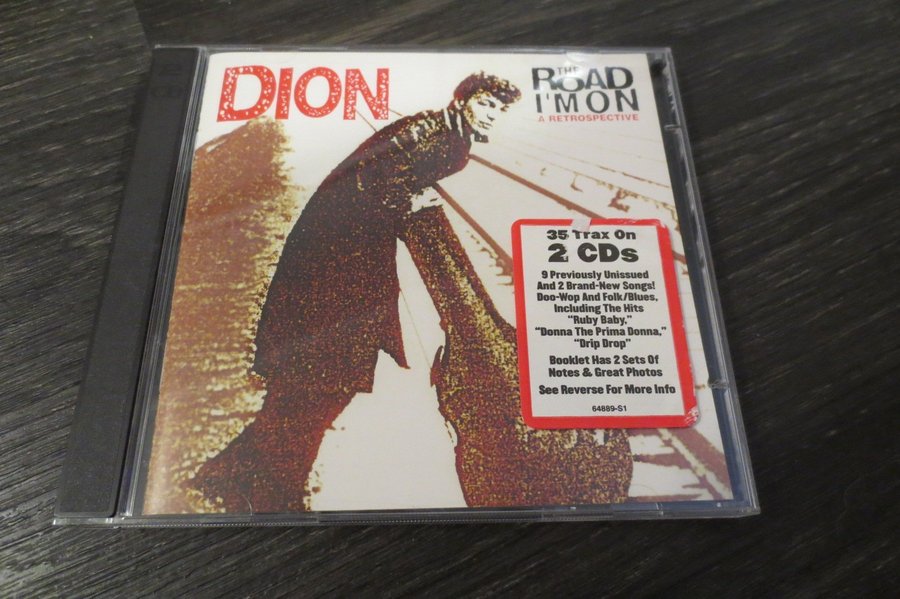 DION
THE
ROAD
I'M ON
A RETROSPECTIVE
35 Trax On
2 CDs
9 Previously Unissued
And 2 Brand-New Songs!
Doo-Wop And Folk/Blues,
Including The Hits
"Ruby Baby,"
"Donna The Prima Donna,"
"Drip Drop"
Booklet Has 2 Sets Of
Notes & Great Photos
See Reverse For More Info
64889-S1